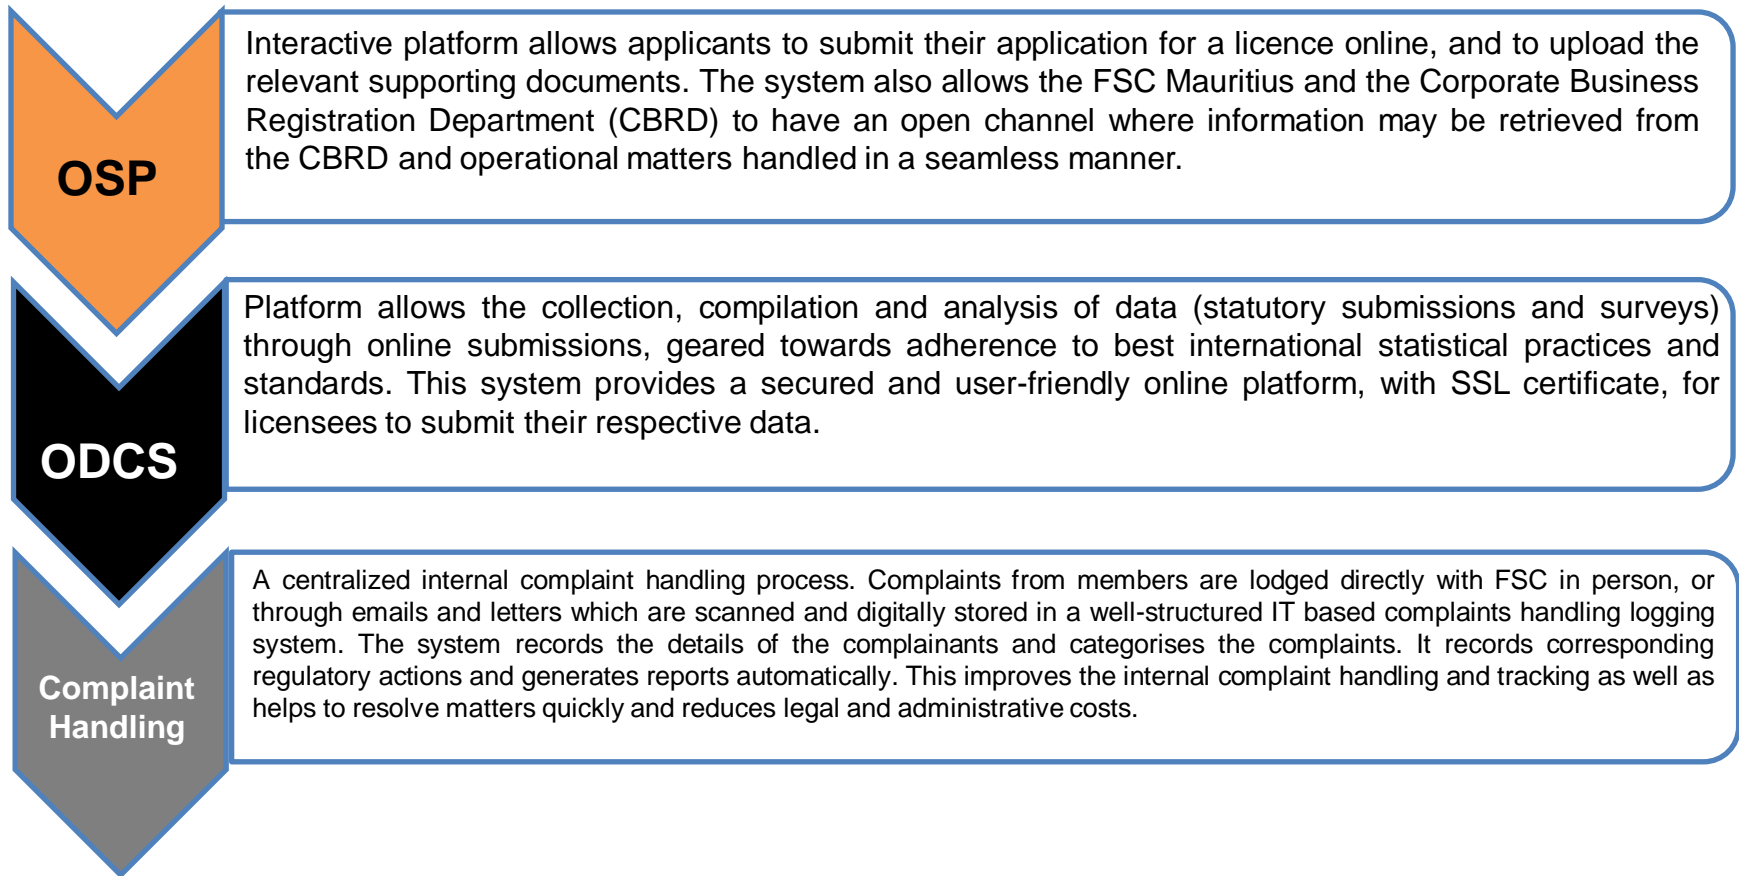 Interactive platform allows applicants to submit their application for a licence online, and to upload the
relevant supporting documents. The system also allows the FSC Mauritius and the Corporate Business
Registration Department (CBRD) to have an open channel where information may be retrieved from
the CBRD and operational matters handled in a seamless manner.
OSP
Platform allows the collection, compilation and analysis of data (statutory submissions and surveys)
through online submissions, geared towards adherence to best international statistical practices and
standards. This system provides a secured and user-friendly online platform, with SSL certificate, for
licensees to submit their respective data.
ODCS
A centralized internal complaint handling process. Complaints from members are lodged directly with FSC in person, or
through emails and letters which are scanned and digitally stored in a well-structured IT based complaints handling logging
system. The system records the details of the complainants and categorises the complaints. It records corresponding
regulatory actions and generates reports automatically. This improves the internal complaint handling and tracking as well as
helps to resolve matters quickly and reduces legal and administrative costs.
Complaint
Handling